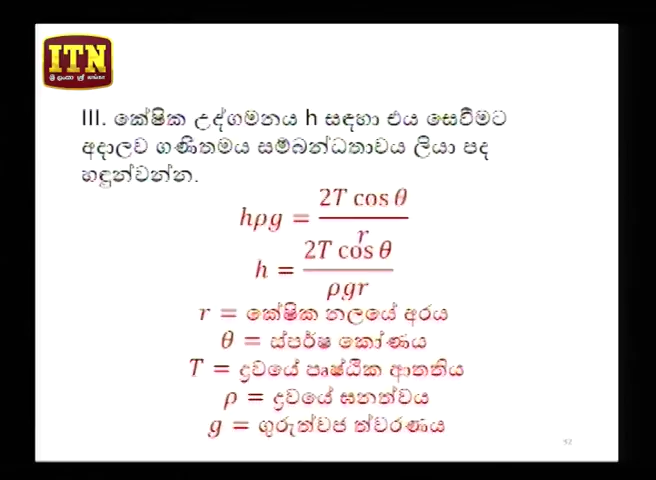 ITN
III. කේෂික උද්ගමනය h සඳහා එය සෙවීමට
අදාලව ගණිතමය සම්බන්ධතාවය ලියා පද
හඳුන්වන්න.
hρg = 2T cos θ / r
h = 2T cos θ / ρgr
r = කේෂික නලයේ අරය
θ = ස්පර්ෂ කෝණය
T = ද්‍රවයේ පෘෂ්ඨික ආතතිය
ρ = ද්‍රවයේ ඝනත්වය
g = ගුරුත්වජ ත්වරණය
52